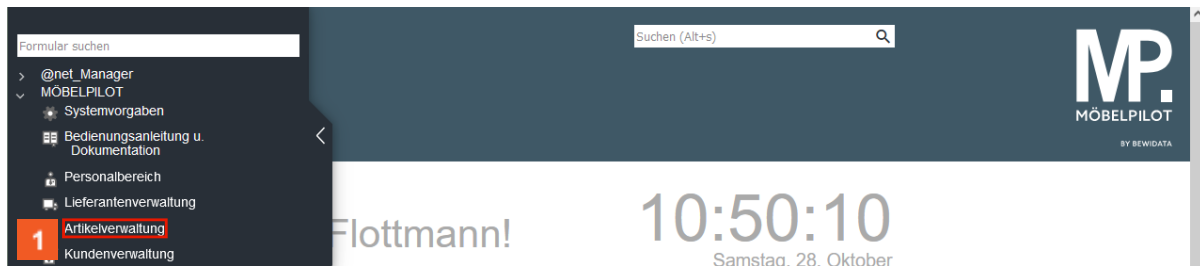 Formular suchen
@net_Manager
MÖBELPILOT
Systemvorgaben
Bedienungsanleitung u.
Dokumentation
Personalbereich
Lieferantenverwaltung
1 Artikelverwaltung
Kundenverwaltung
Suchen (Alt+s)
MP.
MÖBELPILOT
BY BEWIDATA
Flottmann!
10:50:10
Samstag, 28. Oktober